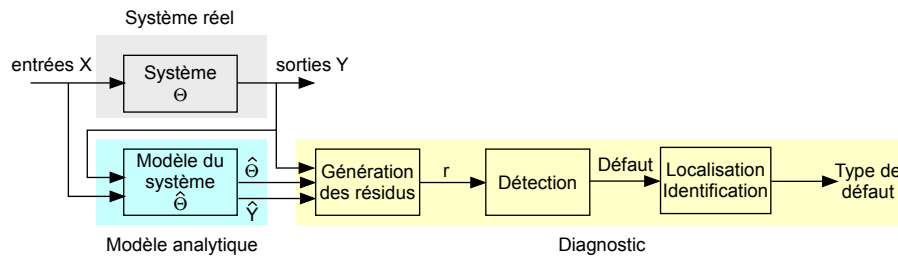 Système réel
entrées X
Système
Θ
sorties Y
Modèle du
système
Θ̂
Θ̂
Ŷ
Génération
des résidus
r
Détection
Défaut
Localisation
Identification
Type de
défaut
Modèle analytique
Diagnostic